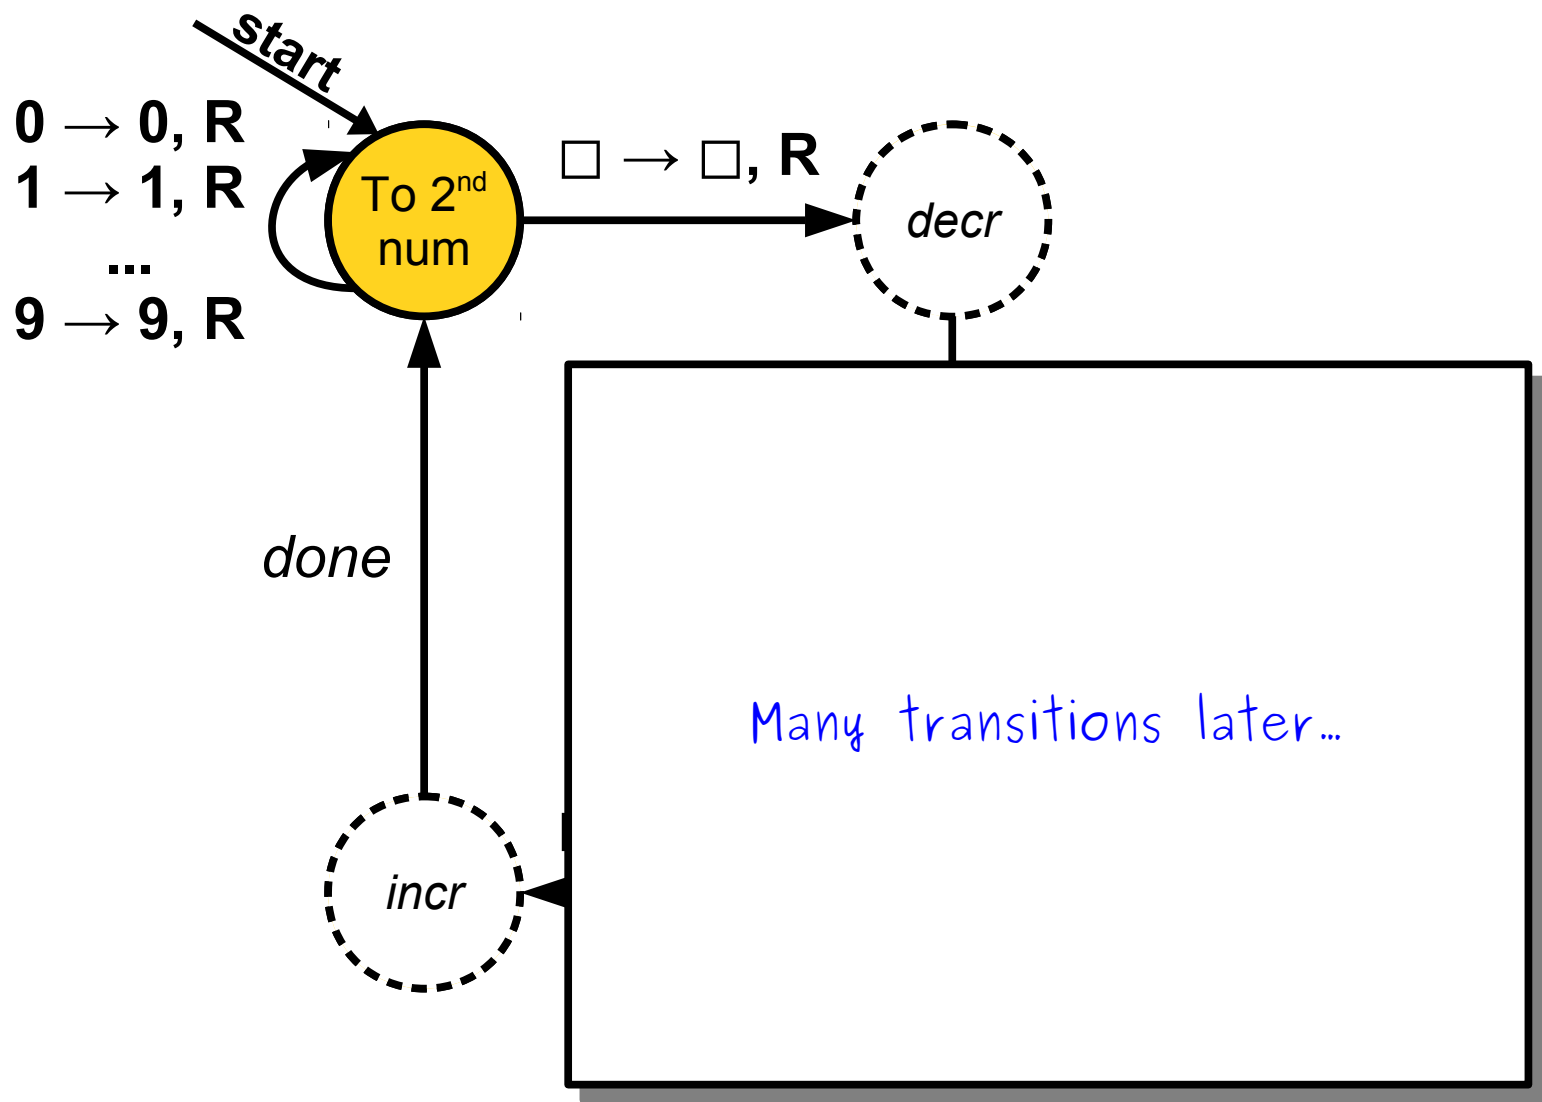 start
0 → 0, R
1 → 1, R
...
9 → 9, R
To 2nd
num
□ → □, R
decr
done
Many transitions later...
incr